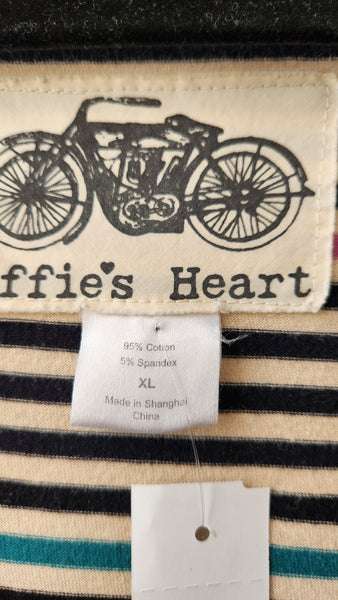 ffie's Heart
95% Cotton
5% Spandex
XL
Made in Shanghai
China